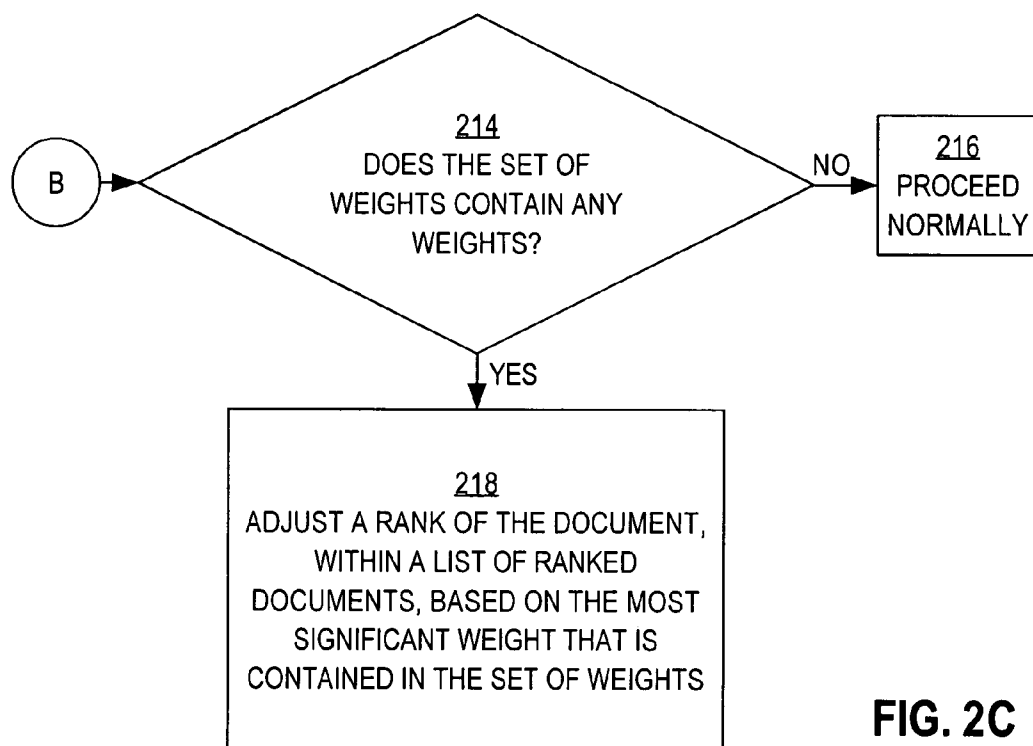 214
DOES THE SET OF
WEIGHTS CONTAIN ANY
WEIGHTS?
B
NO
216
PROCEED
NORMALLY
YES
218
ADJUST A RANK OF THE DOCUMENT,
WITHIN A LIST OF RANKED
DOCUMENTS, BASED ON THE MOST
SIGNIFICANT WEIGHT THAT IS
CONTAINED IN THE SET OF WEIGHTS
FIG. 2C